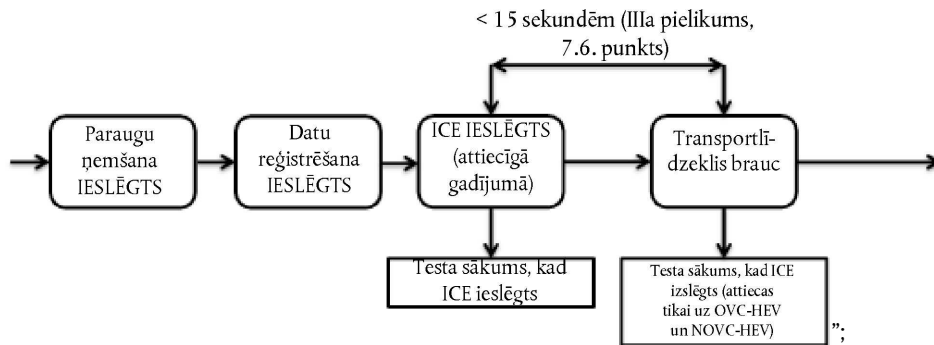 < 15 sekundēm (IIIa pielikums,
7.6. punkts)
Paraugu
ņemšana
IESLĒGTS
Datu
reģistrēšana
IESLĒGTS
ICE IESLĒGTS
(attiecīgā
gadījumā)
Transportlī-
dzeklis brauc
Testa sākums, kad
ICE ieslēgts
Testa sākums, kad ICE
izslēgts (attiecas
tikai uz OVC-HEV
un NOVC-HEV)
”;